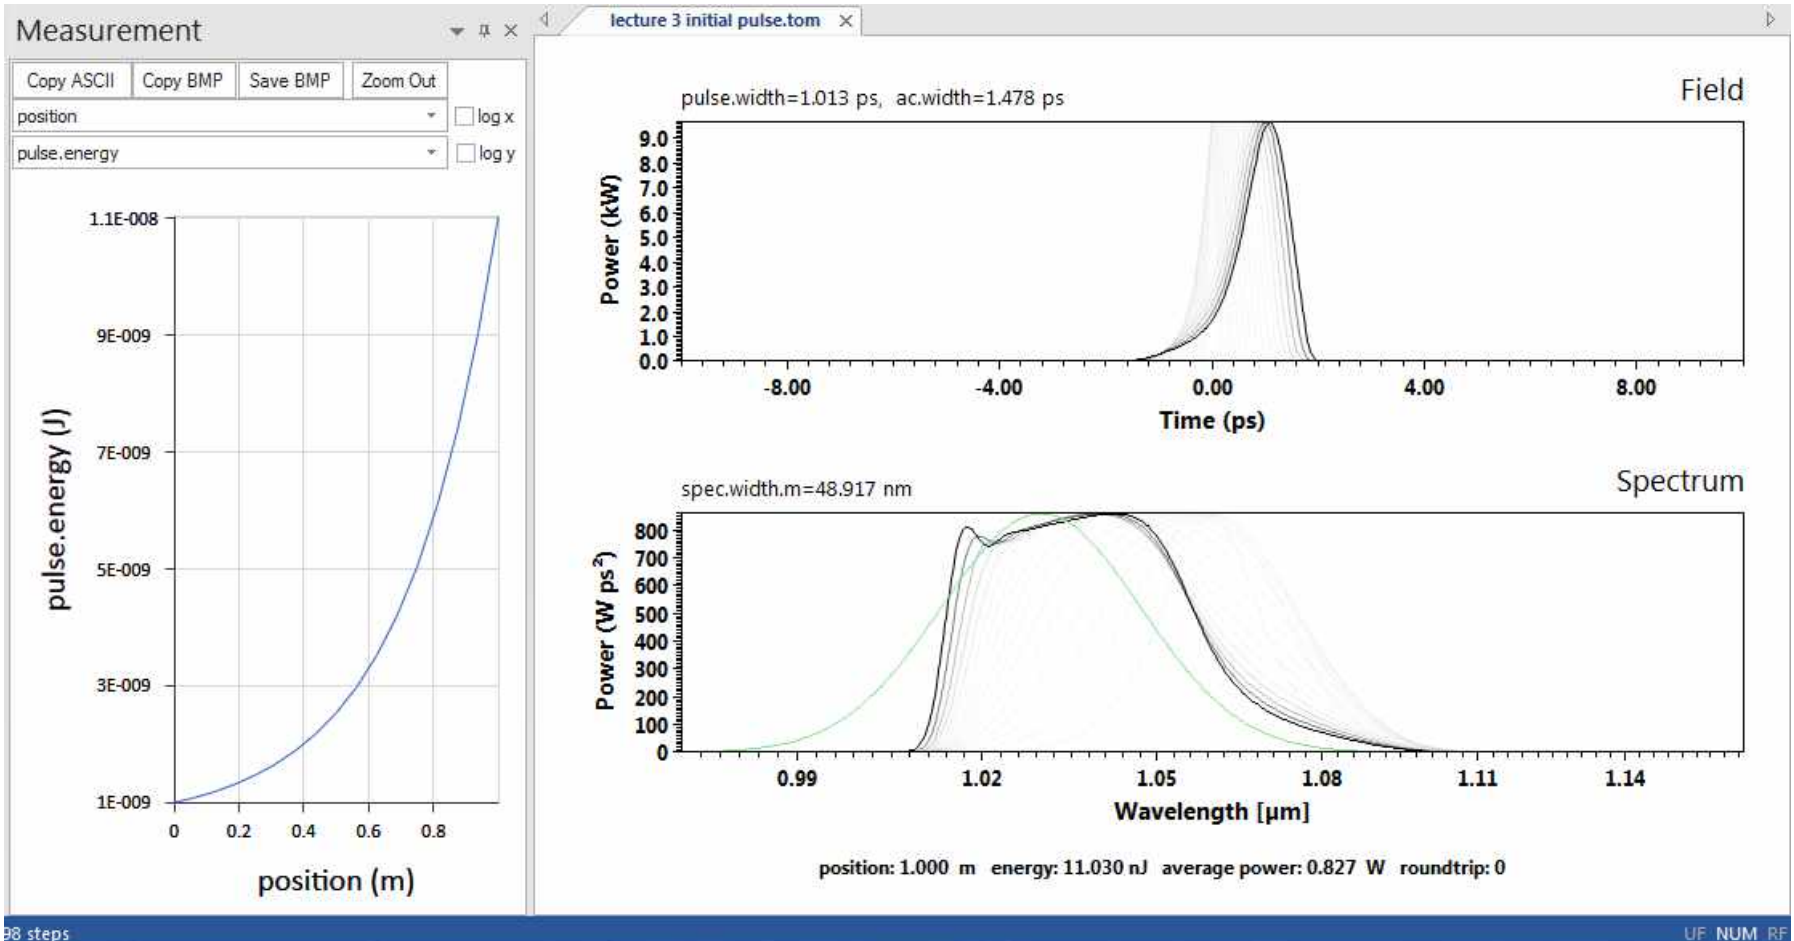 Measurement
Copy ASCII Copy BMP Save BMP Zoom Out
position log x
pulse.energy log y
1.1E-008
9E-009
7E-009
5E-009
3E-009
1E-009
pulse.energy (J)
0 0.2 0.4 0.6 0.8
position (m)
lecture 3 initial pulse.tom
Field
pulse.width=1.013 ps, ac.width=1.478 ps
9.0
8.0
7.0
6.0
5.0
4.0
3.0
2.0
1.0
0.0
Power (kW)
-8.00 -4.00 0.00 4.00 8.00
Time (ps)
Spectrum
spec.width.m=48.917 nm
800
700
600
500
400
300
200
100
0
Power (W ps²)
0.99 1.02 1.05 1.08 1.11 1.14
Wavelength [µm]
position: 1.000 m energy: 11.030 nJ average power: 0.827 W roundtrip: 0
98 steps UF NUM RF